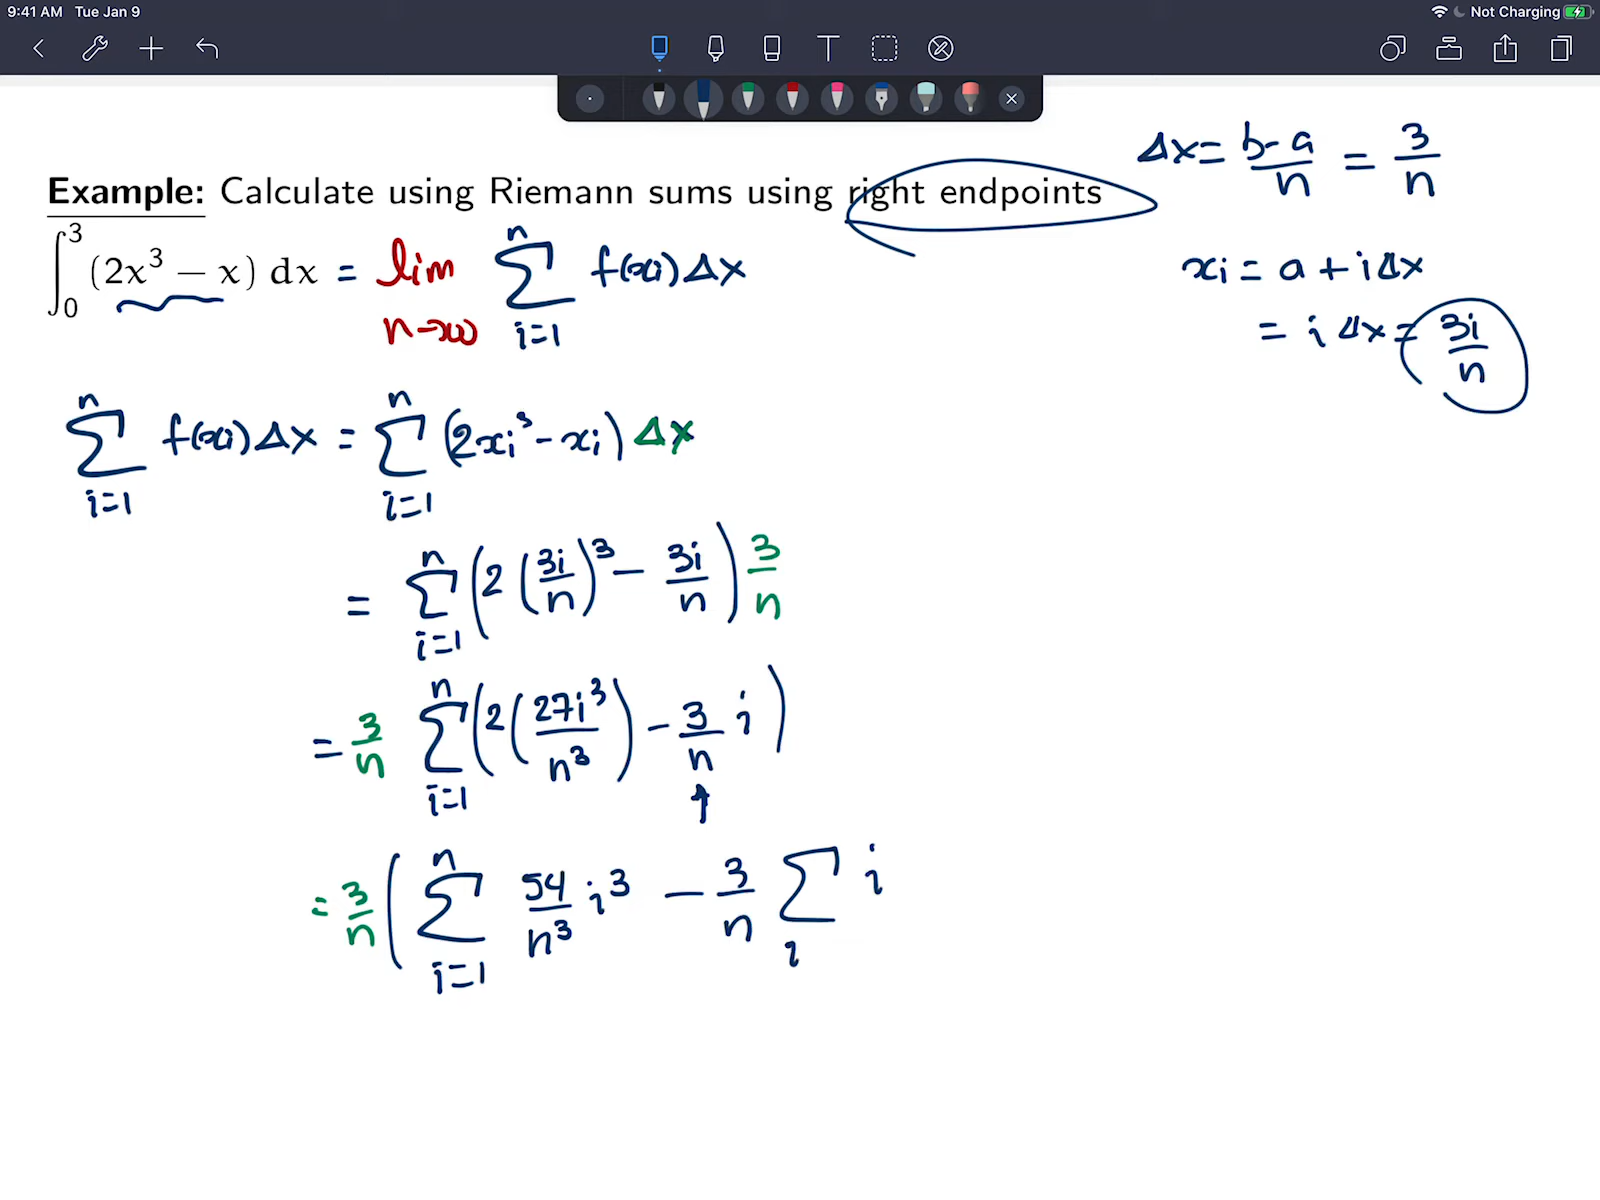 9:41 AM Tue Jan 9
Not Charging
T
Δx = b-a/n = 3/n
Example: Calculate using Riemann sums using right endpoints
∫_0^3 (2x³ − x) dx = lim_{n→∞} Σ_{i=1}^n f(xi)Δx
xi = a + iΔx
= iΔx = 3i/n
Σ_{i=1}^n f(xi)Δx = Σ_{i=1}^n (2xi³ - xi)Δx
= Σ_{i=1}^n (2(3i/n)³ - 3i/n) 3/n
= 3/n Σ_{i=1}^n (2(27i³/n³) - 3/n i)
= 3/n ( Σ_{i=1}^n 54/n³ i³ - 3/n Σ_i i